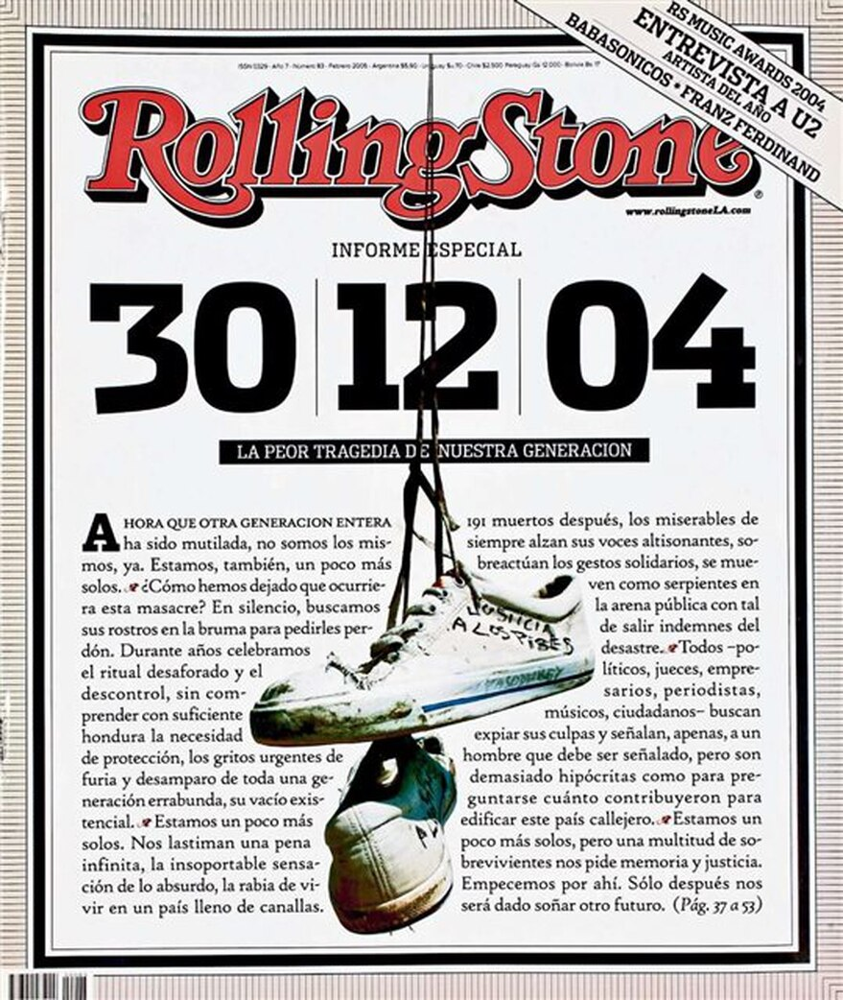 Año 7 - Número 83 - Febrero 2005 - Argentina $5,90 - Uruguay $u 70 - Chile $2.500 Paraguay Gs 12.000 - Bolivia Bs 17
RS MUSIC AWARDS 2004
ENTREVISTA A U2
ARTISTA DEL AÑO
BABASONICOS • FRANZ FERDINAND
RollingStone®
www.rollingstoneLA.com
INFORME ESPECIAL
30 | 12 | 04
LA PEOR TRAGEDIA DE NUESTRA GENERACION
AHORA QUE OTRA GENERACION ENTERA
ha sido mutilada, no somos los mis-
mos, ya. Estamos, también, un poco más
solos. ¿Cómo hemos dejado que ocurrie-
ra esta masacre? En silencio, buscamos
sus rostros en la bruma para pedirles per-
dón. Durante años celebramos
el ritual desaforado y el
descontrol, sin com-
prender con suficiente
hondura la necesidad
de protección, los gritos urgentes de
furia y desamparo de toda una ge-
neración errabunda, su vacío exis-
tencial. Estamos un poco más
solos. Nos lastiman una pena
infinita, la insoportable sensa-
ción de lo absurdo, la rabia de vi-
vir en un país lleno de canallas.
191 muertos después, los miserables de
siempre alzan sus voces altisonantes, so-
breactúan los gestos solidarios, se mue-
ven como serpientes en
la arena pública con tal
de salir indemnes del
desastre. Todos –po-
líticos, jueces, empre-
sarios, periodistas,
músicos, ciudadanos– buscan
expiar sus culpas y señalan, apenas, a un
hombre que debe ser señalado, pero son
demasiado hipócritas como para pre-
guntarse cuánto contribuyeron para
edificar este país callejero. Estamos un
poco más solos, pero una multitud de so-
brevivientes nos pide memoria y justicia.
Empecemos por ahí. Sólo después nos
será dado soñar otro futuro. (Pág. 37 a 53)
JUSTICIA
A LOS PIBES